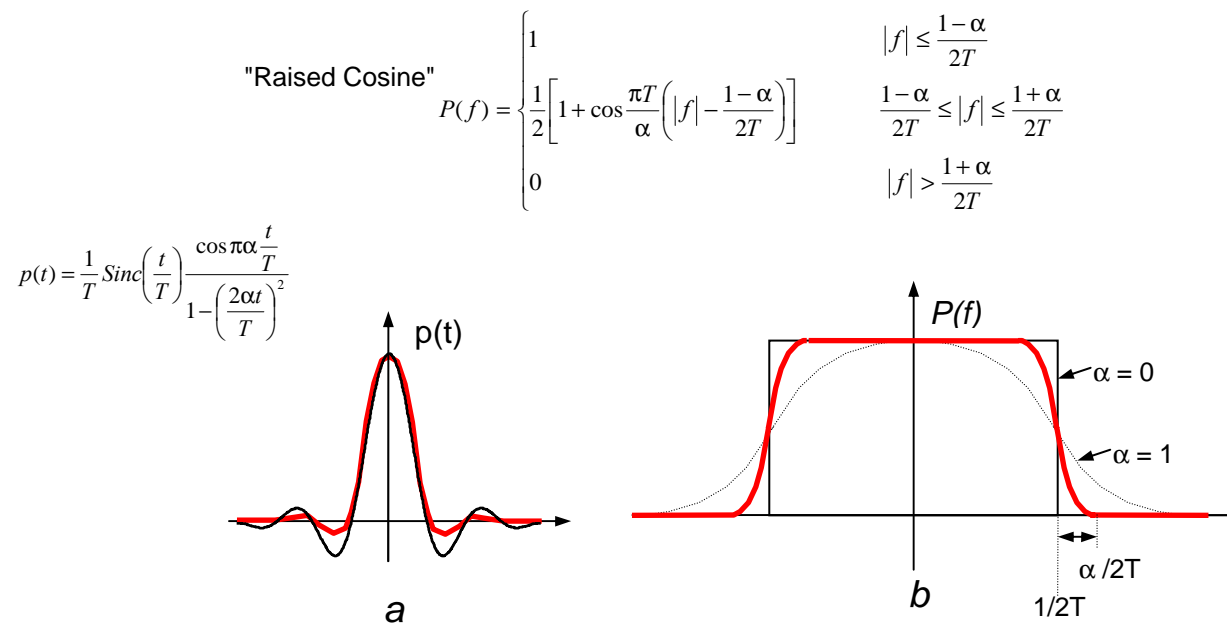 "Raised Cosine"
P(f) = { 1    |f| ≤ (1−α)/(2T)
1/2 [1 + cos πT/α (|f| − (1−α)/(2T))]    (1−α)/(2T) ≤ |f| ≤ (1+α)/(2T)
0    |f| > (1+α)/(2T)
p(t) = 1/T Sinc(t/T) (cos πα t/T)/(1−(2αt/T)²)
p(t)
P(f)
α = 0
α = 1
α /2T
1/2T
a
b